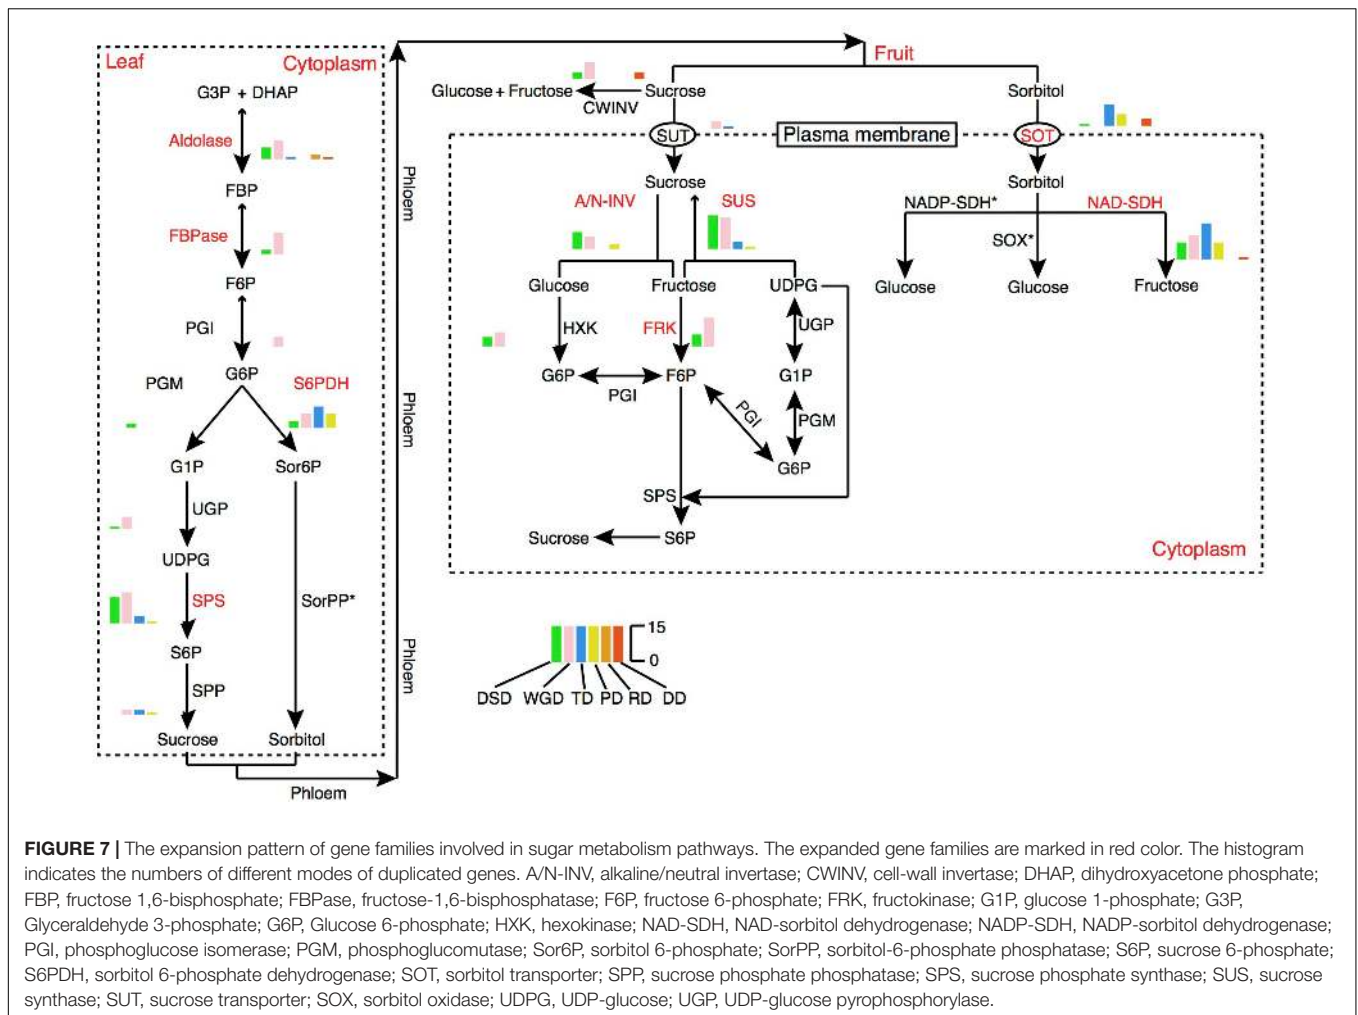 Leaf
Cytoplasm
G3P + DHAP
Aldolase
FBP
FBPase
F6P
PGI
G6P
PGM
S6PDH
G1P
Sor6P
UGP
UDPG
SPS
SorPP*
S6P
SPP
Sucrose
Sorbitol
Phloem
Phloem
Phloem
Phloem
Fruit
Glucose + Fructose
Sucrose
CWINV
Sorbitol
SUT
Plasma membrane
SOT
Sucrose
Sorbitol
A/N-INV
SUS
NADP-SDH*
NAD-SDH
SOX*
Glucose
Fructose
UDPG
Glucose
Glucose
Fructose
HXK
FRK
UGP
G6P
PGI
F6P
G1P
PGI
PGM
G6P
SPS
Sucrose
S6P
Cytoplasm
15
0
DSD WGD TD PD RD DD
FIGURE 7 | The expansion pattern of gene families involved in sugar metabolism pathways. The expanded gene families are marked in red color. The histogram
indicates the numbers of different modes of duplicated genes. A/N-INV, alkaline/neutral invertase; CWINV, cell-wall invertase; DHAP, dihydroxyacetone phosphate;
FBP, fructose 1,6-bisphosphate; FBPase, fructose-1,6-bisphosphatase; F6P, fructose 6-phosphate; FRK, fructokinase; G1P, glucose 1-phosphate; G3P,
Glyceraldehyde 3-phosphate; G6P, Glucose 6-phosphate; HXK, hexokinase; NAD-SDH, NAD-sorbitol dehydrogenase; NADP-SDH, NADP-sorbitol dehydrogenase;
PGI, phosphoglucose isomerase; PGM, phosphoglucomutase; Sor6P, sorbitol 6-phosphate; SorPP, sorbitol-6-phosphate phosphatase; S6P, sucrose 6-phosphate;
S6PDH, sorbitol 6-phosphate dehydrogenase; SOT, sorbitol transporter; SPP, sucrose phosphate phosphatase; SPS, sucrose phosphate synthase; SUS, sucrose
synthase; SUT, sucrose transporter; SOX, sorbitol oxidase; UDPG, UDP-glucose; UGP, UDP-glucose pyrophosphorylase.